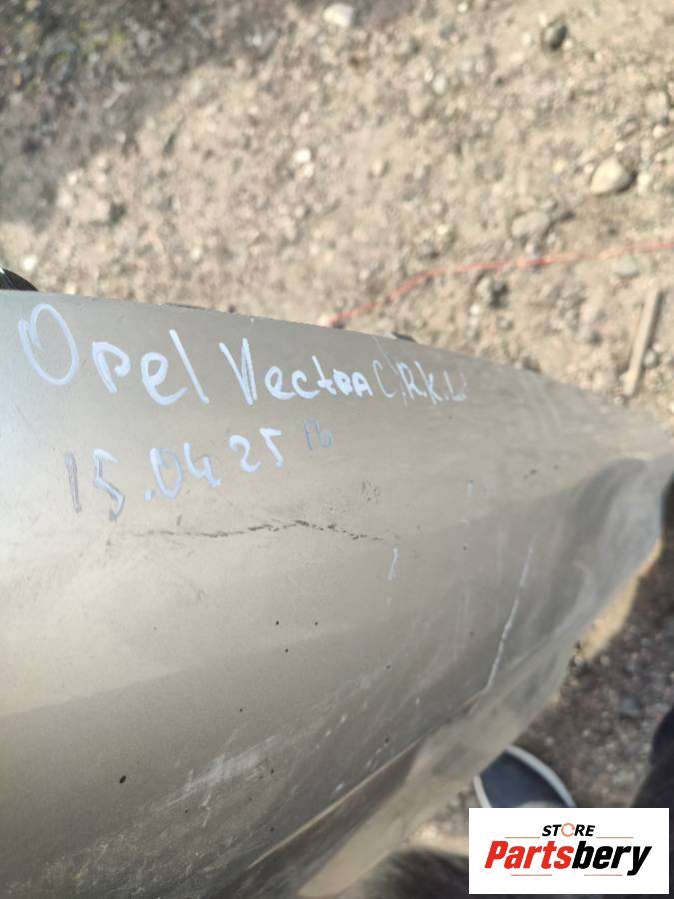 Opel Vectra C/RK.L
15.04 25
STORE
Partsbery